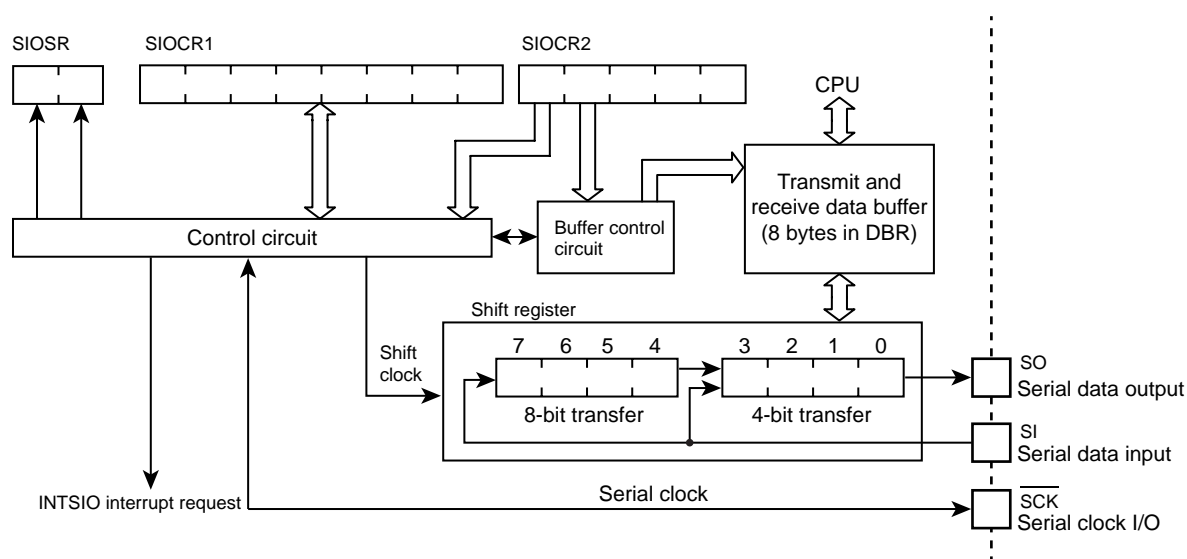 SIOSR
SIOCR1
SIOCR2
CPU
Transmit and
receive data buffer
(8 bytes in DBR)
Control circuit
Buffer control
circuit
Shift register
7 6 5 4 3 2 1 0
Shift
clock
8-bit transfer
4-bit transfer
SO
Serial data output
SI
Serial data input
INTSIO interrupt request
Serial clock
SCK
Serial clock I/O